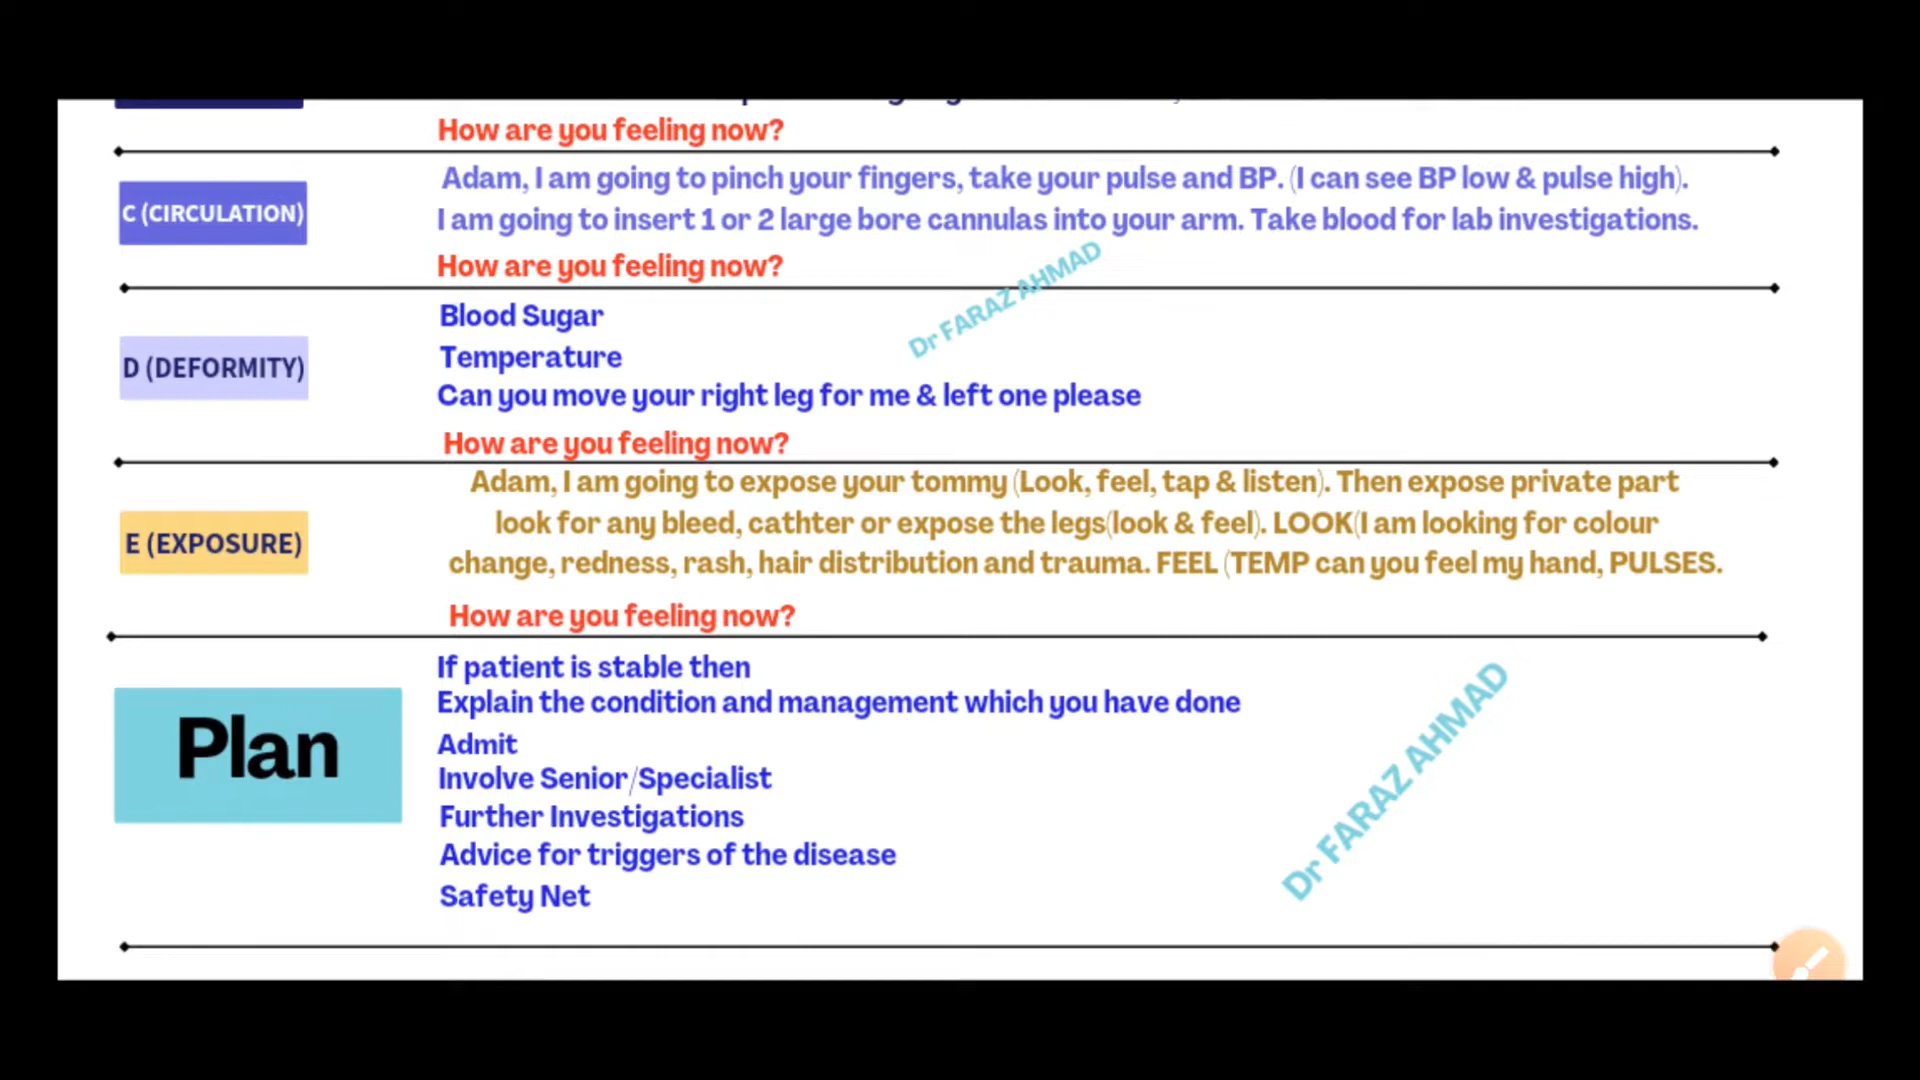 How are you feeling now?
C (CIRCULATION)
Adam, I am going to pinch your fingers, take your pulse and BP. (I can see BP low & pulse high).
I am going to insert 1 or 2 large bore cannulas into your arm. Take blood for lab investigations.
How are you feeling now?
Dr FARAZ AHMAD
D (DEFORMITY)
Blood Sugar
Temperature
Can you move your right leg for me & left one please
How are you feeling now?
E (EXPOSURE)
Adam, I am going to expose your tommy (Look, feel, tap & listen). Then expose private part
look for any bleed, cathter or expose the legs(look & feel). LOOK(I am looking for colour
change, redness, rash, hair distribution and trauma. FEEL (TEMP can you feel my hand, PULSES.
How are you feeling now?
Plan
If patient is stable then
Explain the condition and management which you have done
Admit
Involve Senior/Specialist
Further Investigations
Advice for triggers of the disease
Safety Net
Dr FARAZ AHMAD